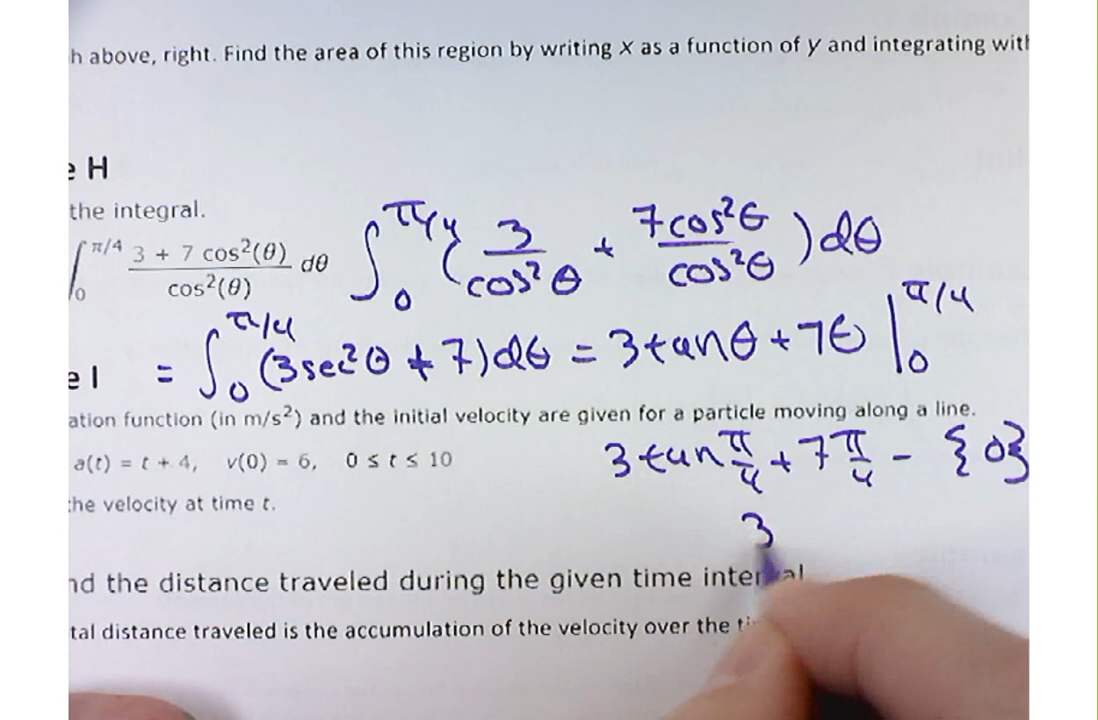 h above, right. Find the area of this region by writing x as a function of y and integrating with
e H
the integral.
∫₀^(π/4) (3 + 7 cos²(θ))/(cos²(θ)) dθ ∫₀^(π/4) (3/(cos²θ) + (7cos²θ)/(cos²θ)) dθ
= ∫₀^(π/4) (3sec²θ + 7)dθ = 3tanθ + 7θ |₀^(π/4)
e I
ation function (in m/s²) and the initial velocity are given for a particle moving along a line.
a(t) = t + 4, v(0) = 6, 0 ≤ t ≤ 10
3tan π/4 + 7 π/4 - {0}
the velocity at time t.
3
nd the distance traveled during the given time interval
tal distance traveled is the accumulation of the velocity over the